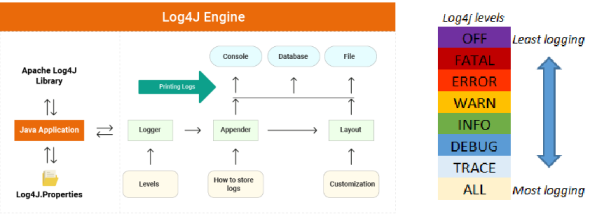 Log4J Engine
Console
Database
File
Apache Log4J
Library
Printing Logs
Java Application
Logger
Appender
Layout
Log4J.Properties
Levels
How to store
logs
Customization
Log4j levels
OFF
Least logging
FATAL
ERROR
WARN
INFO
DEBUG
TRACE
ALL
Most logging